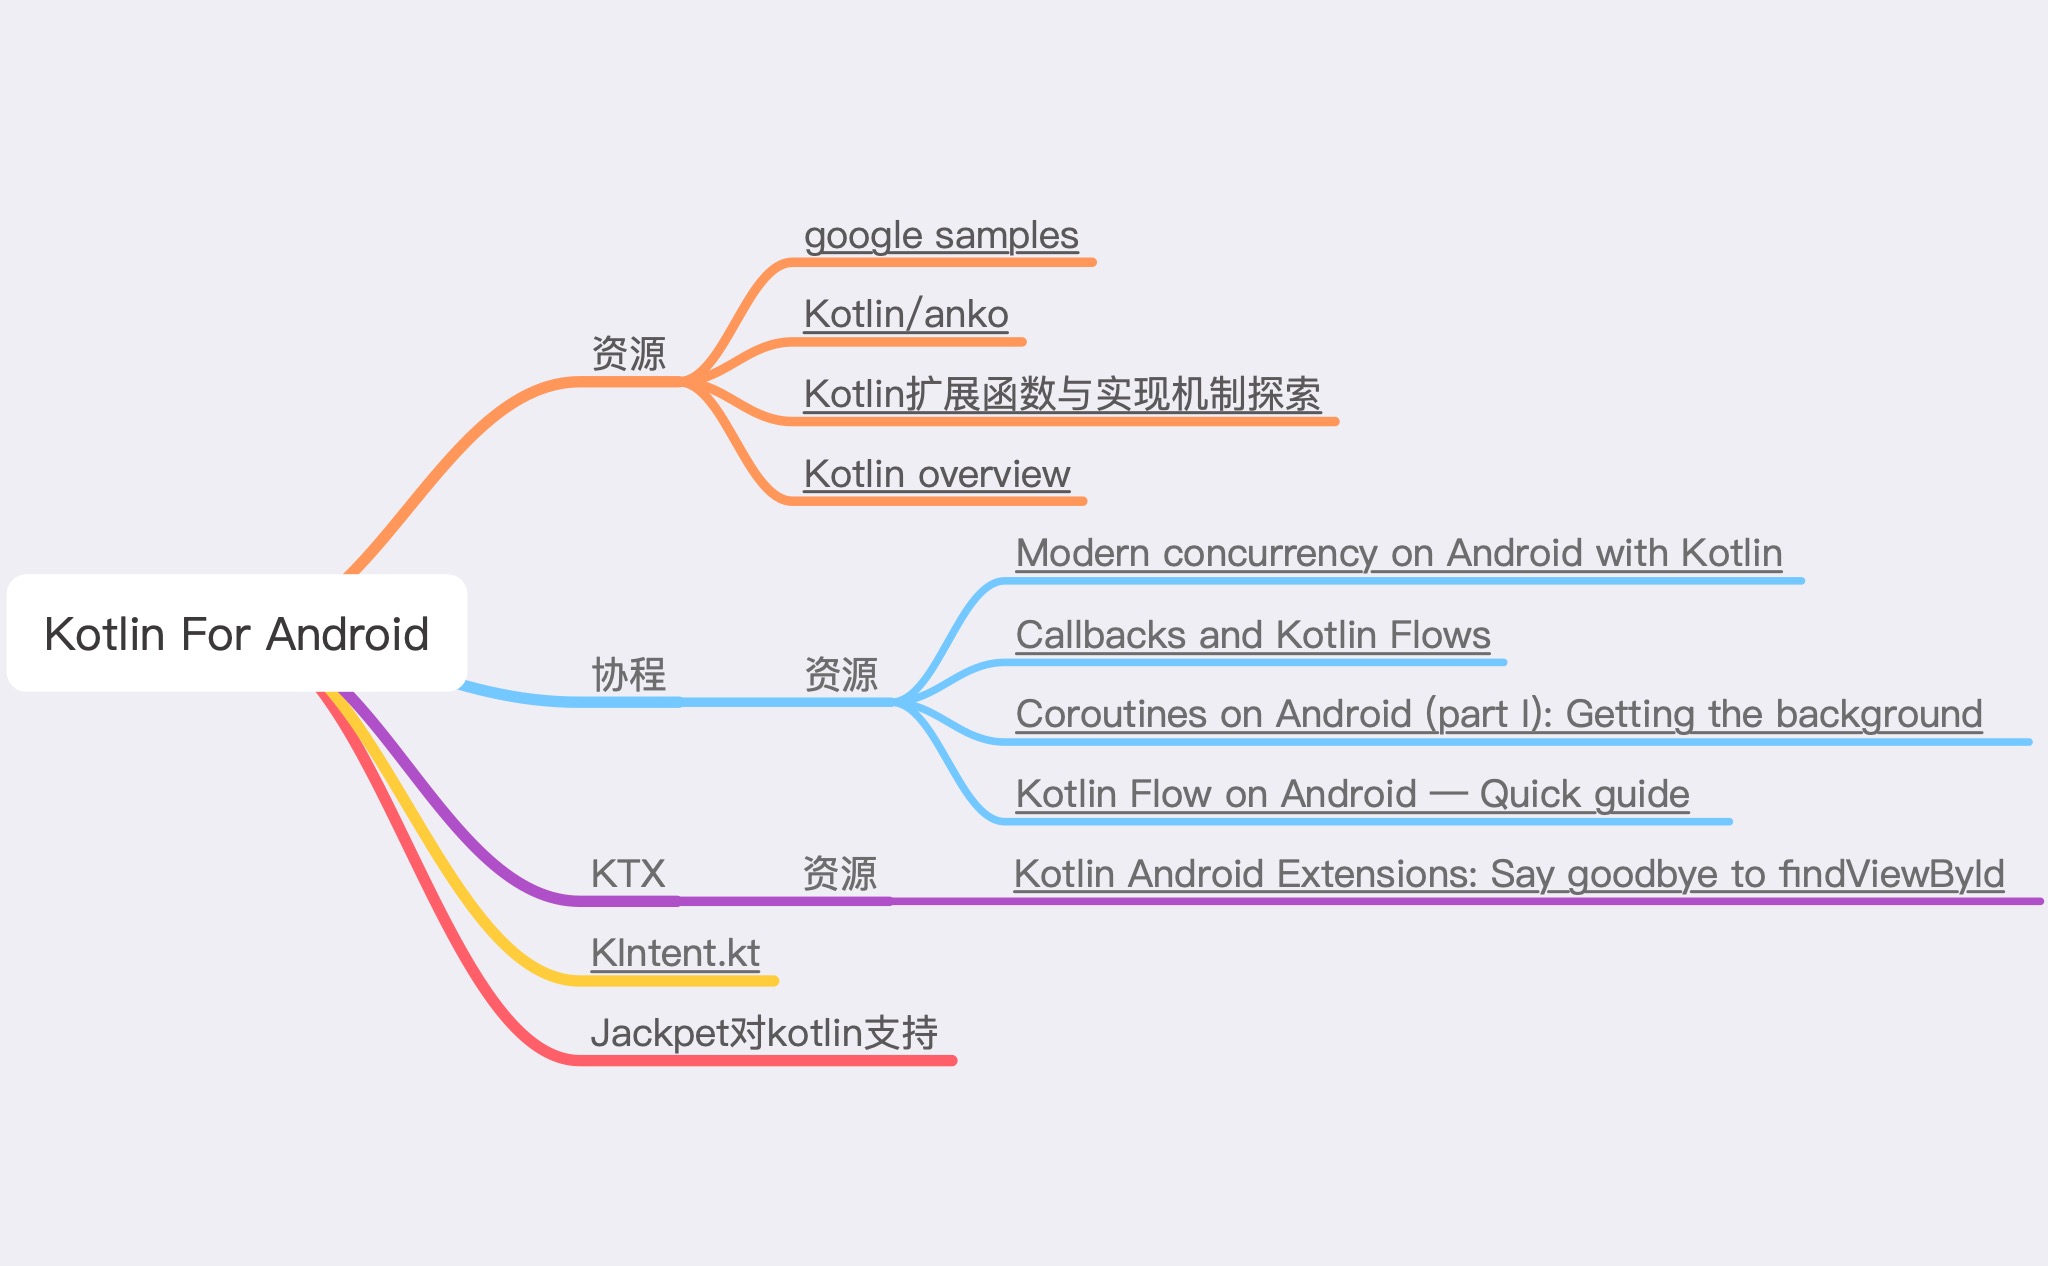 Kotlin For Android
资源
google samples
Kotlin/anko
Kotlin扩展函数与实现机制探索
Kotlin overview
协程
资源
Modern concurrency on Android with Kotlin
Callbacks and Kotlin Flows
Coroutines on Android (part I): Getting the background
Kotlin Flow on Android — Quick guide
KTX
资源
Kotlin Android Extensions: Say goodbye to findViewById
KIntent.kt
Jackpet对kotlin支持